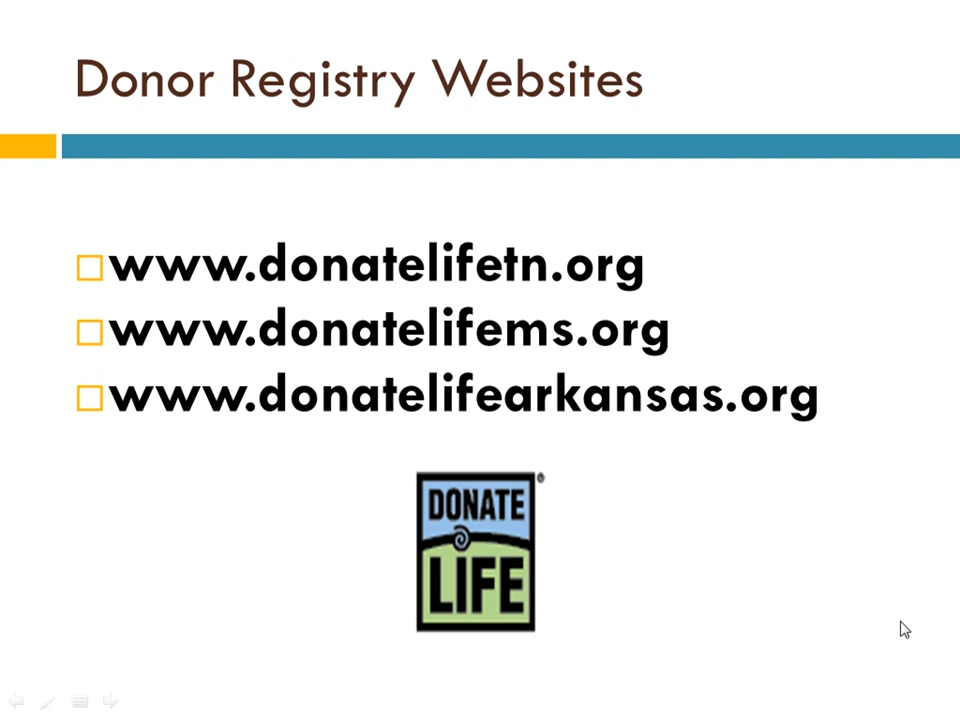 Donor Registry Websites
www.donatelifetn.org
www.donatelifems.org
www.donatelifearkansas.org
DONATE
LIFE